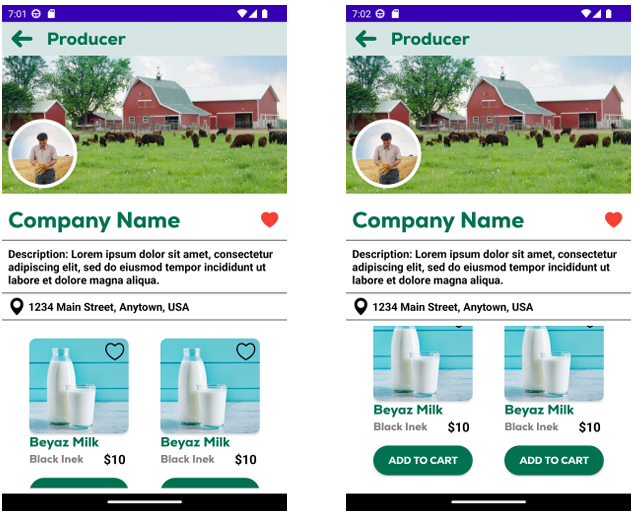 7:01
Producer
Company Name
Description: Lorem ipsum dolor sit amet, consectetur
adipiscing elit, sed do eiusmod tempor incididunt ut
labore et dolore magna aliqua.
1234 Main Street, Anytown, USA
Beyaz Milk
Black Inek $10
Beyaz Milk
Black Inek $10
7:02
Producer
Company Name
Description: Lorem ipsum dolor sit amet, consectetur
adipiscing elit, sed do eiusmod tempor incididunt ut
labore et dolore magna aliqua.
1234 Main Street, Anytown, USA
Beyaz Milk
Black Inek $10
ADD TO CART
Beyaz Milk
Black Inek $10
ADD TO CART